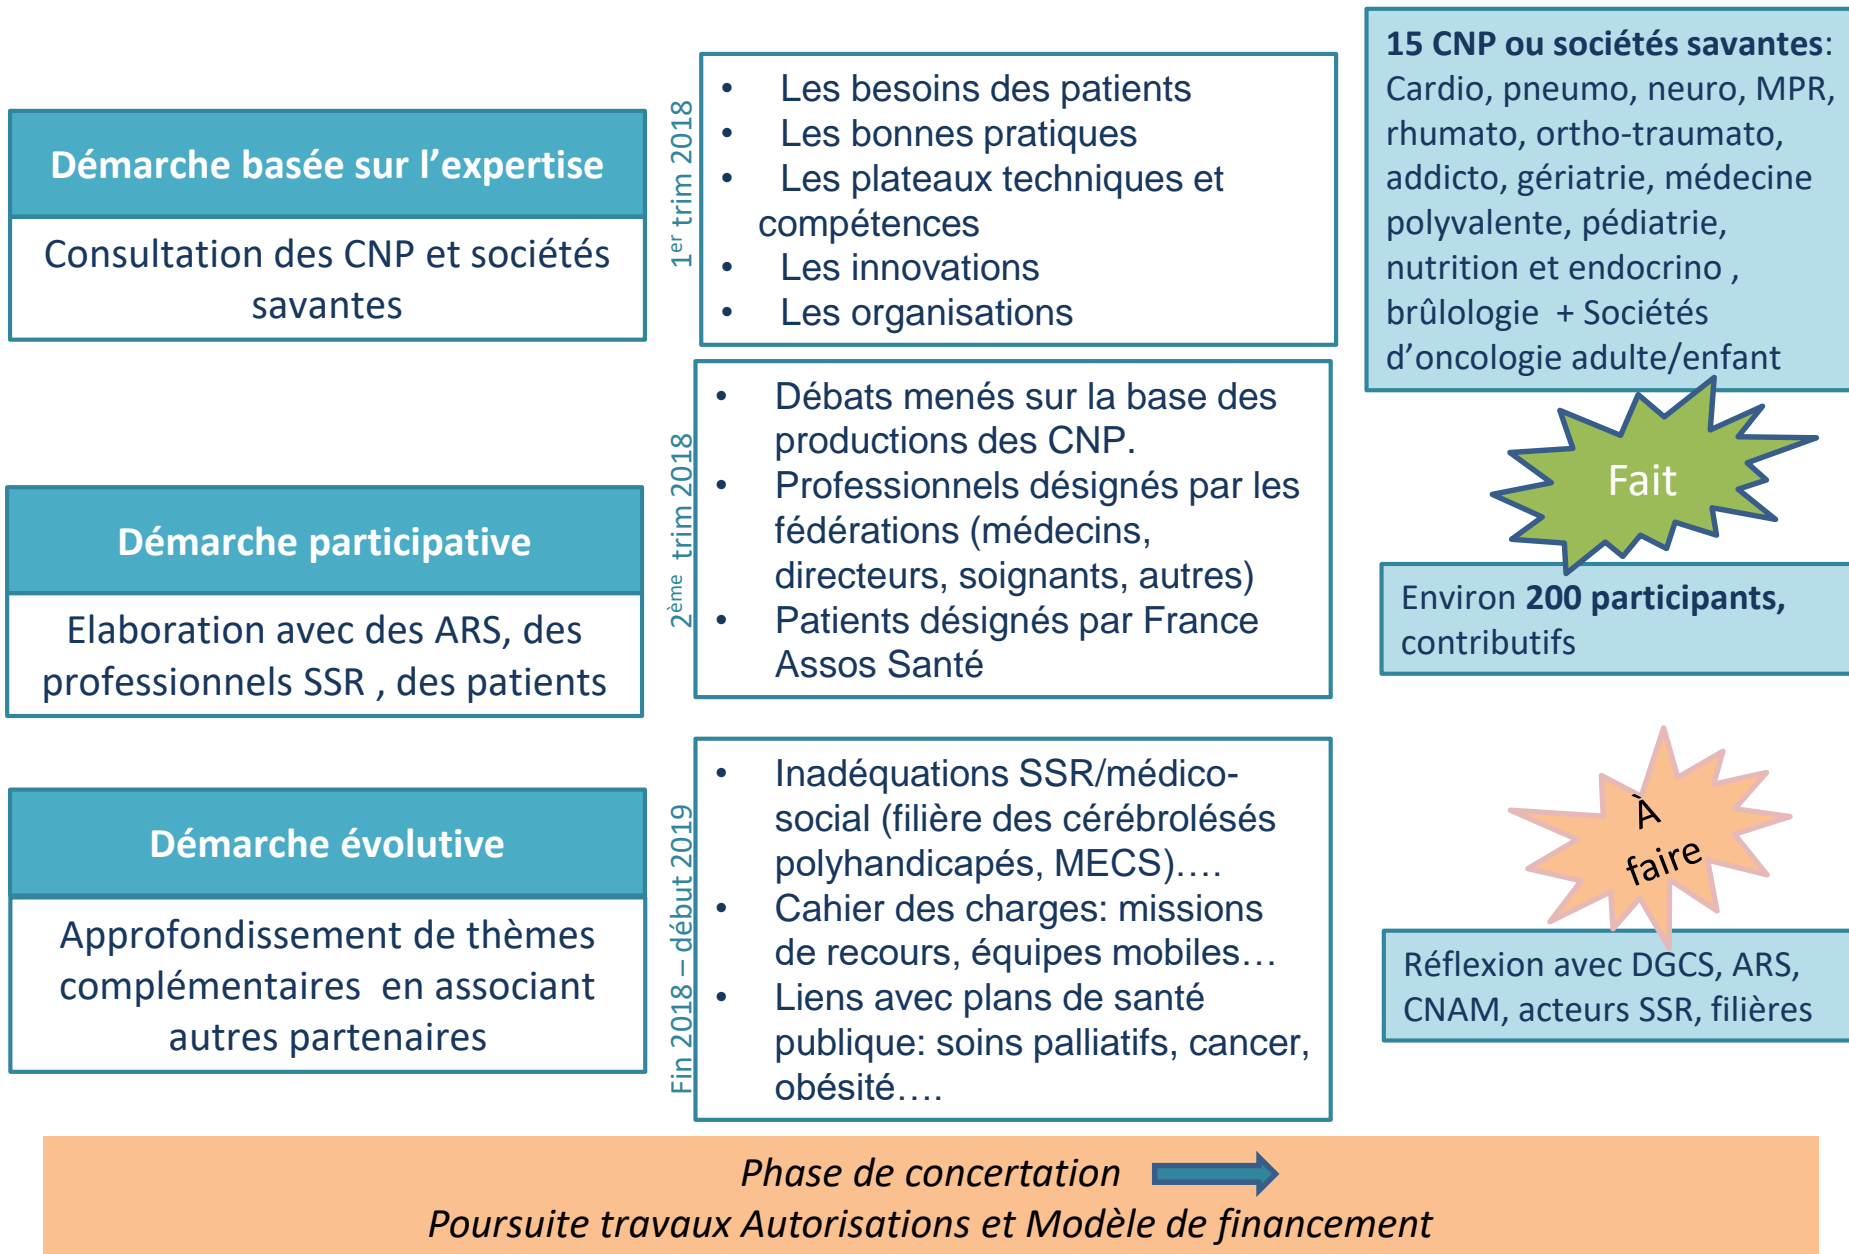 Démarche basée sur l’expertise
Consultation des CNP et sociétés
savantes
1er trim 2018
• Les besoins des patients
• Les bonnes pratiques
• Les plateaux techniques et
compétences
• Les innovations
• Les organisations
15 CNP ou sociétés savantes:
Cardio, pneumo, neuro, MPR,
rhumato, ortho-traumato,
addicto, gériatrie, médecine
polyvalente, pédiatrie,
nutrition et endocrino ,
brûlologie + Sociétés
d’oncologie adulte/enfant
Fait
Démarche participative
Elaboration avec des ARS, des
professionnels SSR , des patients
2ème trim 2018
• Débats menés sur la base des
productions des CNP.
• Professionnels désignés par les
fédérations (médecins,
directeurs, soignants, autres)
• Patients désignés par France
Assos Santé
Environ 200 participants,
contributifs
Démarche évolutive
Approfondissement de thèmes
complémentaires en associant
autres partenaires
Fin 2018 – début 2019
• Inadéquations SSR/médico-
social (filière des cérébrolésés
polyhandicapés, MECS)….
• Cahier des charges: missions
de recours, équipes mobiles…
• Liens avec plans de santé
publique: soins palliatifs, cancer,
obésité….
À
faire
Réflexion avec DGCS, ARS,
CNAM, acteurs SSR, filières
Phase de concertation
Poursuite travaux Autorisations et Modèle de financement